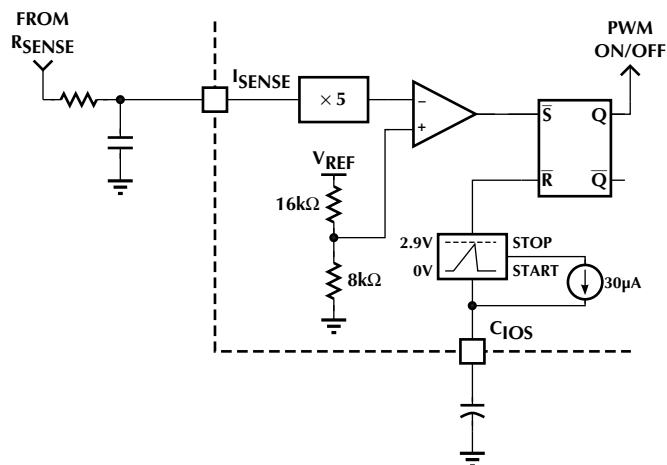 FROM
RSENSE
ISENSE
× 5
−
+
PWM
ON/OFF
S̅ Q
R̅ Q̅
VREF
16kΩ
8kΩ
2.9V STOP
0V START
30µA
CIOS